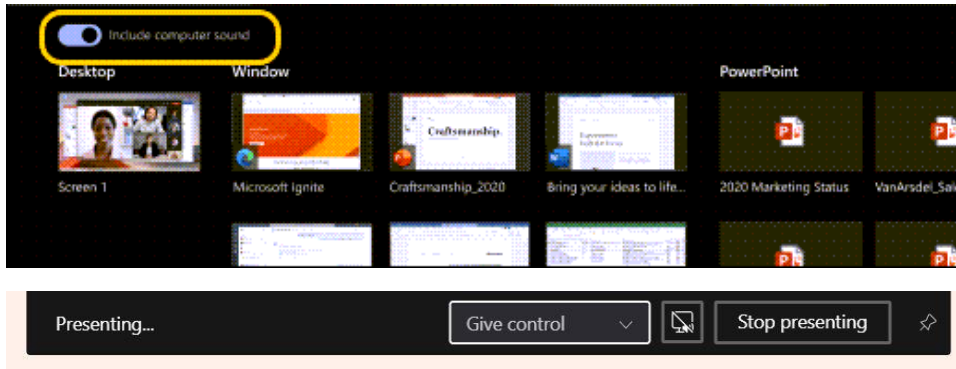 Include computer sound
Desktop
Window
PowerPoint
Craftsmanship.
Screen 1
Microsoft Ignite
Craftsmanship_2020
Bring your ideas to life...
2020 Marketing Status
VanArsdel_Sal
Presenting...
Give control
Stop presenting